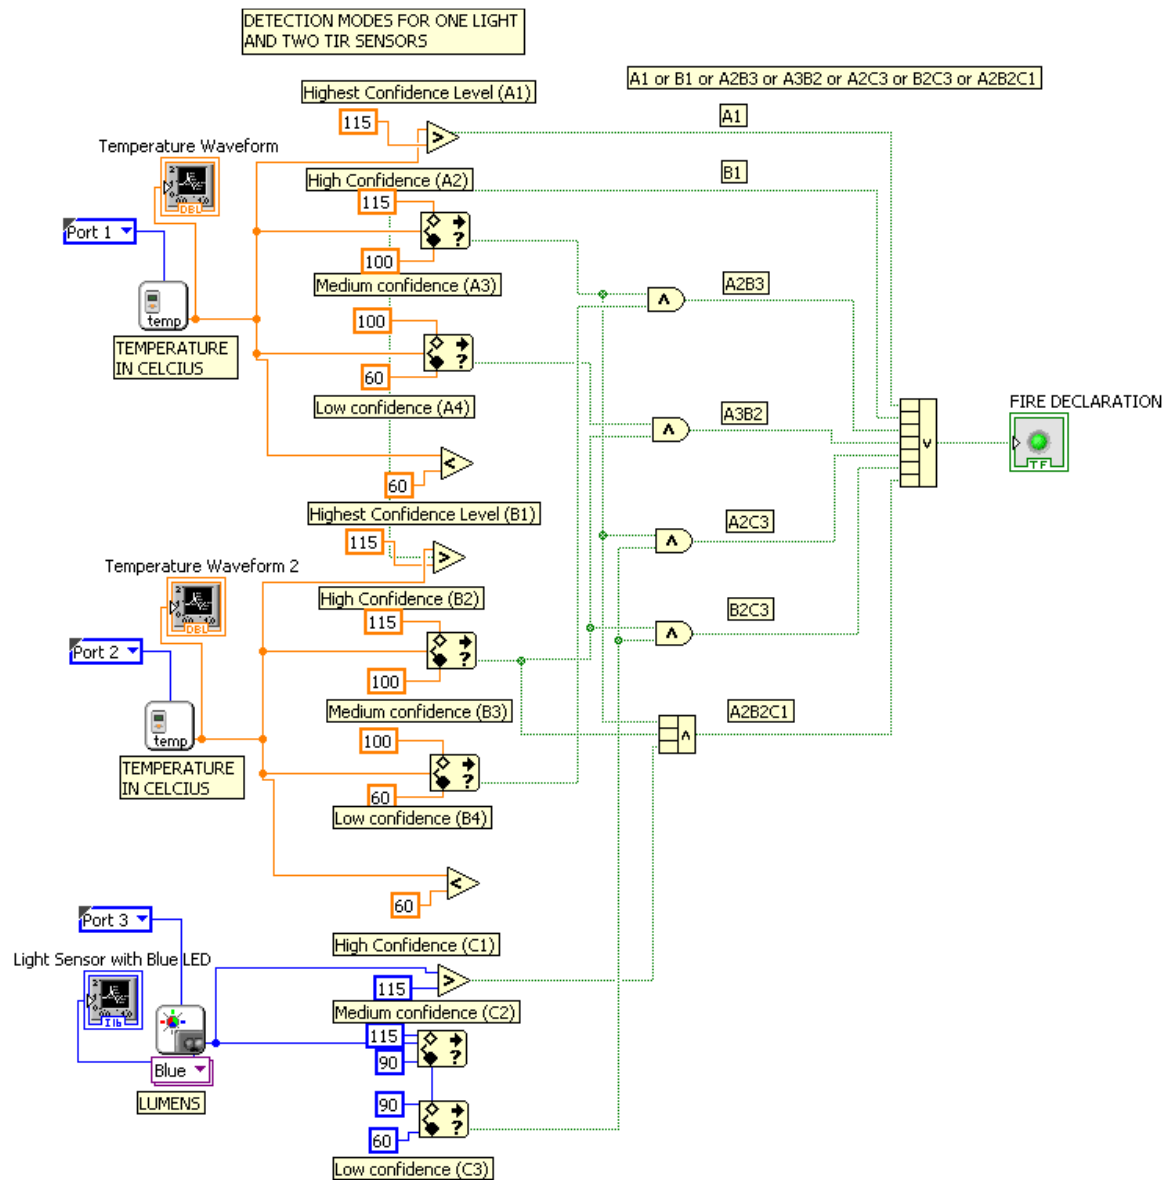 DETECTION MODES FOR ONE LIGHT
AND TWO TIR SENSORS
A1 or B1 or A2B3 or A3B2 or A2C3 or B2C3 or A2B2C1
Highest Confidence Level (A1)
115
>
A1
Temperature Waveform
DBL
High Confidence (A2)
B1
115
?
100
Port 1
Medium confidence (A3)
A2B3
temp
100
?
TEMPERATURE
IN CELCIUS
60
Low confidence (A4)
A3B2
FIRE DECLARATION
TF
<
60
Highest Confidence Level (B1)
A2C3
115
>
Temperature Waveform 2
DBL
High Confidence (B2)
B2C3
115
?
100
Port 2
Medium confidence (B3)
A2B2C1
temp
100
?
TEMPERATURE
IN CELCIUS
60
Low confidence (B4)
<
60
Port 3
High Confidence (C1)
Light Sensor with Blue LED
>
115
Medium confidence (C2)
115
?
90
Blue
LUMENS
90
?
60
Low confidence (C3)